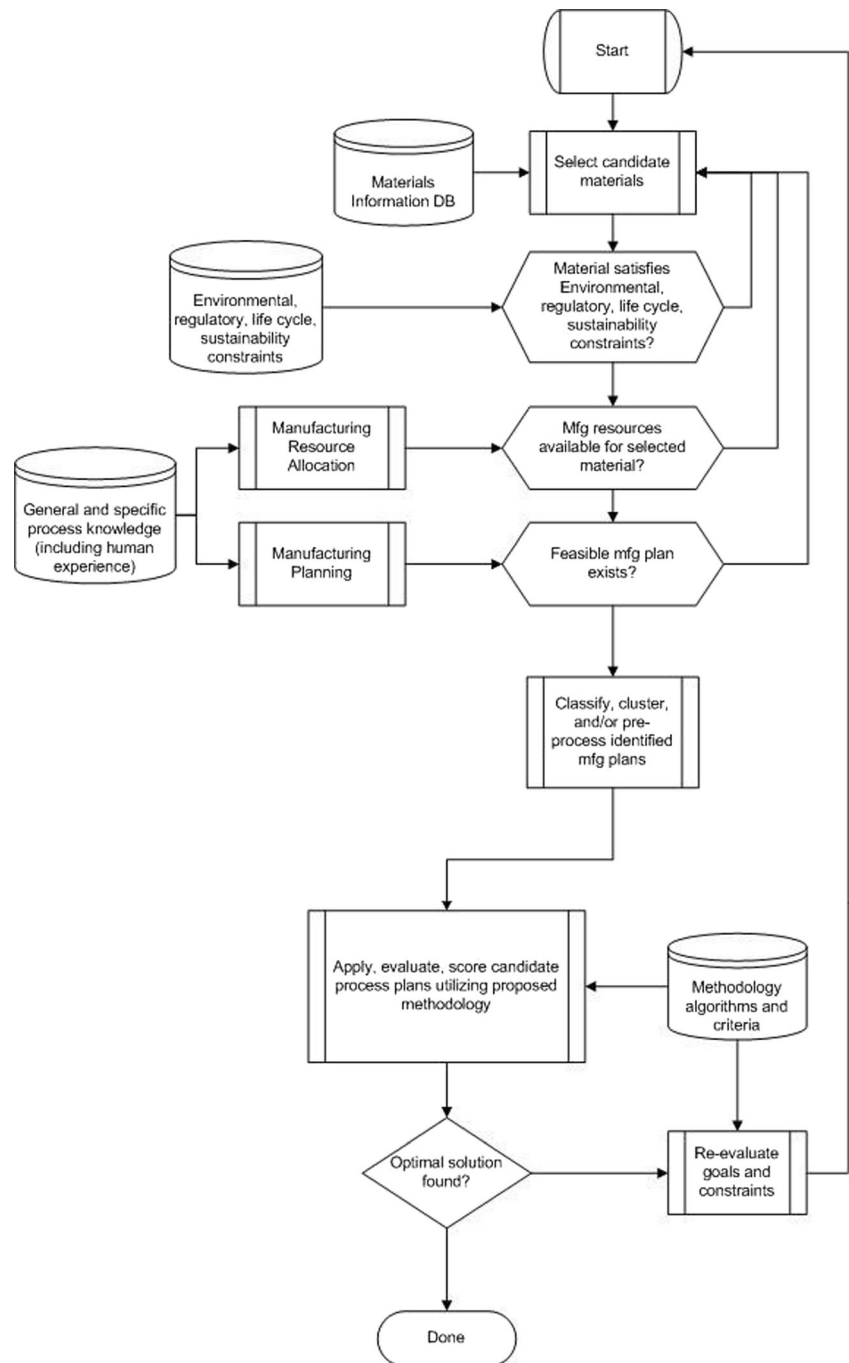 Start
Select candidate
materials
Materials
Information DB
Material satisfies
Environmental,
regulatory, life cycle,
sustainability
constraints?
Environmental,
regulatory, life cycle,
sustainability
constraints
Manufacturing
Resource
Allocation
Mfg resources
available for selected
material?
General and specific
process knowledge
(including human
experience)
Manufacturing
Planning
Feasible mfg plan
exists?
Classify, cluster,
and/or pre-
process identified
mfg plans
Apply, evaluate, score candidate
process plans utilizing proposed
methodology
Methodology
algorithms and
criteria
Optimal solution
found?
Re-evaluate
goals and
constraints
Done